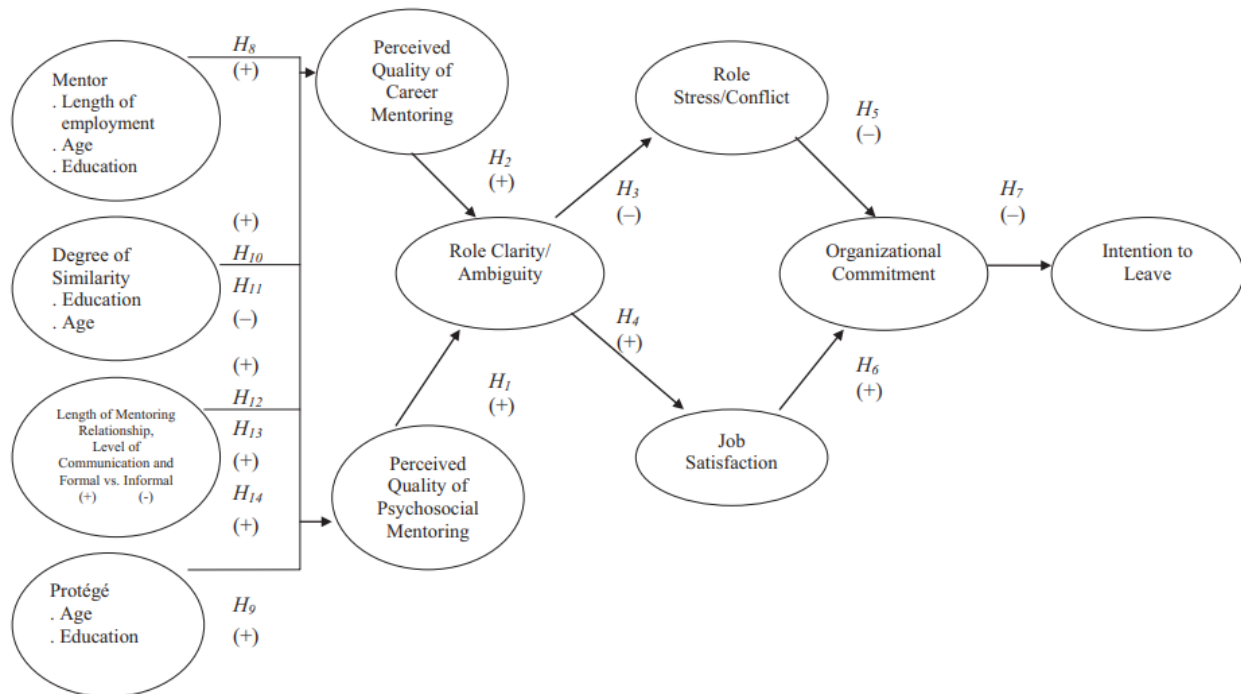 Mentor
. Length of
employment
. Age
. Education
H8
(+)
Degree of
Similarity
. Education
. Age
(+)
H10
H11
(–)
Length of Mentoring
Relationship,
Level of
Communication and
Formal vs. Informal
(+) (-)
(+)
H12
H13
(+)
H14
(+)
Protégé
. Age
. Education
H9
(+)
Perceived
Quality of
Career
Mentoring
H2
(+)
Perceived
Quality of
Psychosocial
Mentoring
H1
(+)
Role Clarity/
Ambiguity
H3
(–)
H4
(+)
Role
Stress/Conflict
H5
(–)
Job
Satisfaction
H6
(+)
Organizational
Commitment
H7
(–)
Intention to
Leave